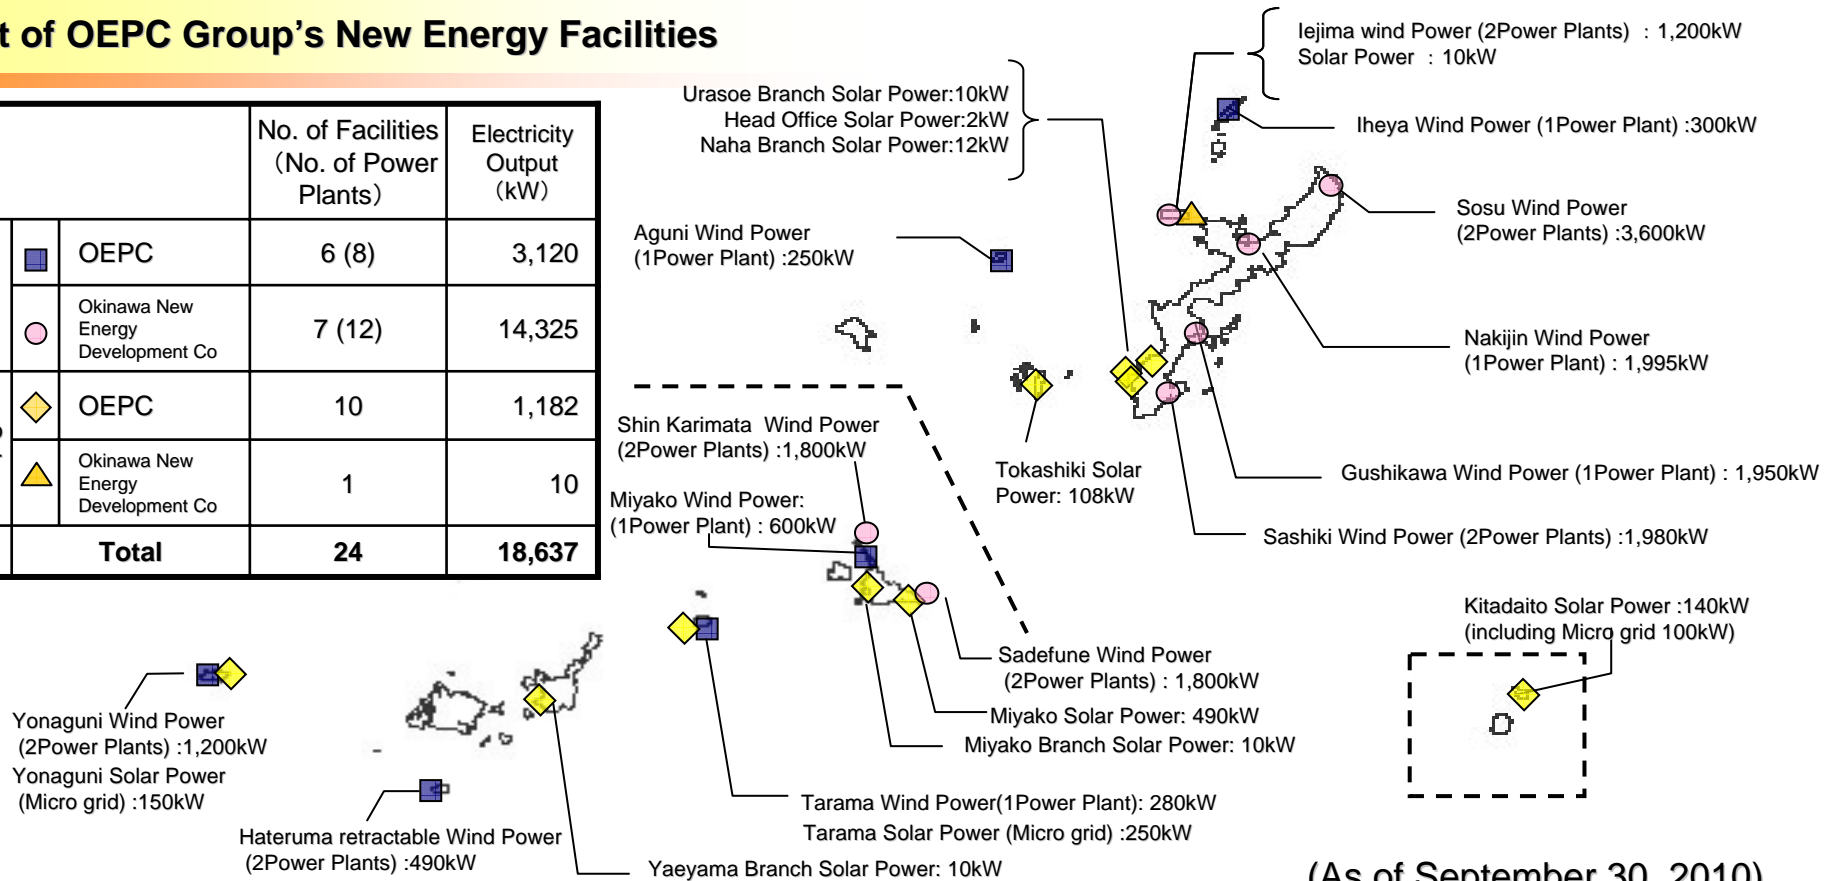 t of OEPC Group's New Energy Facilities
No. of Facilities
（No. of Power
Plants）
Electricity
Output
（kW）
OEPC
6 (8)
3,120
Okinawa New
Energy
Development Co
7 (12)
14,325
OEPC
10
1,182
Okinawa New
Energy
Development Co
1
10
Total
24
18,637
Iejima wind Power (2Power Plants) : 1,200kW
Solar Power : 10kW
Urasoe Branch Solar Power:10kW
Head Office Solar Power:2kW
Naha Branch Solar Power:12kW
Iheya Wind Power (1Power Plant) :300kW
Sosu Wind Power
(2Power Plants) :3,600kW
Aguni Wind Power
(1Power Plant) :250kW
Nakijin Wind Power
(1Power Plant) : 1,995kW
Shin Karimata Wind Power
(2Power Plants) :1,800kW
Tokashiki Solar
Power: 108kW
Gushikawa Wind Power (1Power Plant) : 1,950kW
Miyako Wind Power:
(1Power Plant) : 600kW
Sashiki Wind Power (2Power Plants) :1,980kW
Kitadaito Solar Power :140kW
(including Micro grid 100kW)
Sadefune Wind Power
(2Power Plants) : 1,800kW
Miyako Solar Power: 490kW
Miyako Branch Solar Power: 10kW
Yonaguni Wind Power
(2Power Plants) :1,200kW
Yonaguni Solar Power
(Micro grid) :150kW
Tarama Wind Power(1Power Plant): 280kW
Tarama Solar Power (Micro grid) :250kW
Hateruma retractable Wind Power
(2Power Plants) :490kW
Yaeyama Branch Solar Power: 10kW
(As of September 30, 2010)